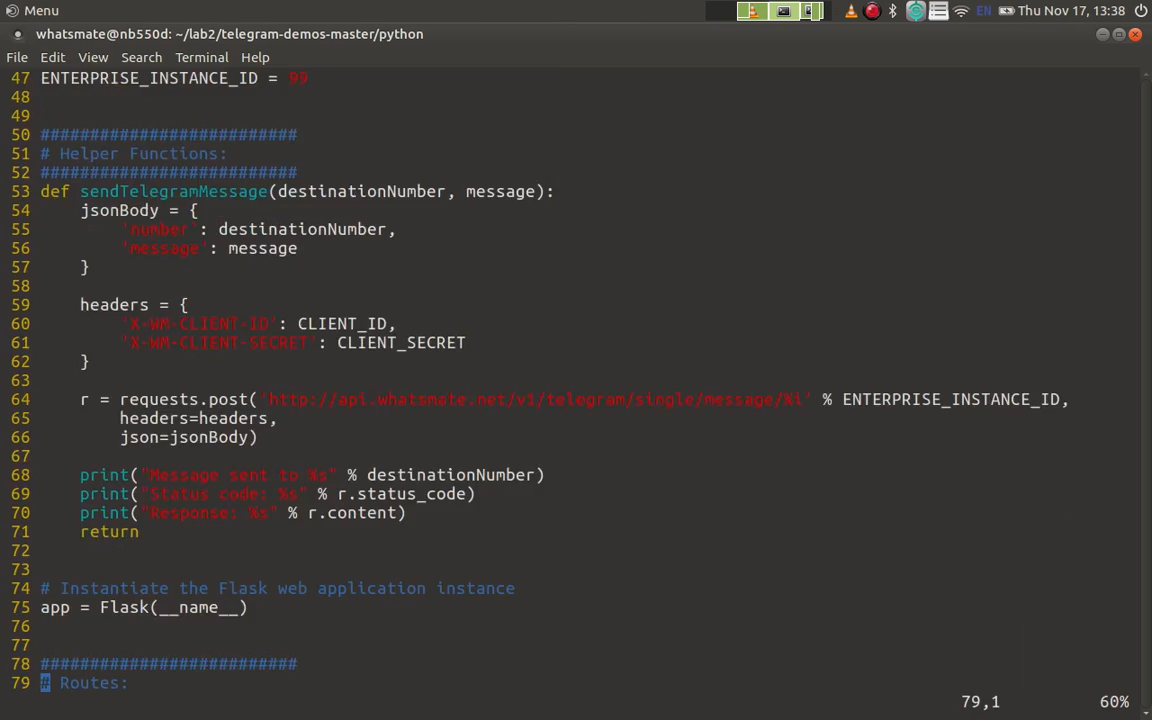 Menu EN Thu Nov 17, 13:38
whatsmate@nb550d: ~/lab2/telegram-demos-master/python
File Edit View Search Terminal Help
47 ENTERPRISE_INSTANCE_ID = 99
48
49
50 ##########################
51 # Helper Functions:
52 ##########################
53 def sendTelegramMessage(destinationNumber, message):
54     jsonBody = {
55         'number': destinationNumber,
56         'message': message
57     }
58
59     headers = {
60         'X-WM-CLIENT-ID': CLIENT_ID,
61         'X-WM-CLIENT-SECRET': CLIENT_SECRET
62     }
63
64     r = requests.post('http://api.whatsmate.net/v1/telegram/single/message/%i' % ENTERPRISE_INSTANCE_ID,
65         headers=headers,
66         json=jsonBody)
67
68     print("Message sent to %s" % destinationNumber)
69     print("Status code: %s" % r.status_code)
70     print("Response: %s" % r.content)
71     return
72
73
74 # Instantiate the Flask web application instance
75 app = Flask(__name__)
76
77
78 ##########################
79 # Routes:
79,1 60%